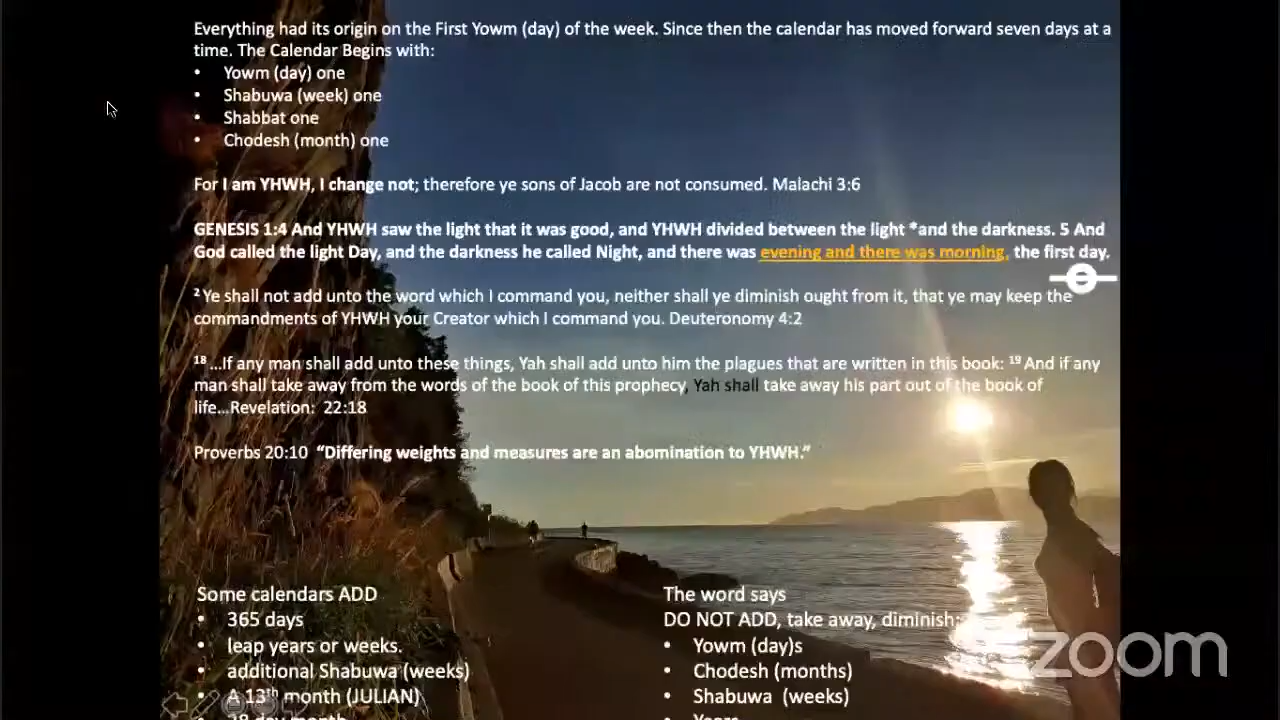 Everything had its origin on the First Yowm (day) of the week. Since then the calendar has moved forward seven days at a
time. The Calendar Begins with:
• Yowm (day) one
• Shabuwa (week) one
• Shabbat one
• Chodesh (month) one
For I am YHWH, I change not; therefore ye sons of Jacob are not consumed. Malachi 3:6
GENESIS 1:4 And YHWH saw the light that it was good, and YHWH divided between the light *and the darkness. 5 And
God called the light Day, and the darkness he called Night, and there was evening and there was morning, the first day.
2 Ye shall not add unto the word which I command you, neither shall ye diminish ought from it, that ye may keep the
commandments of YHWH your Creator which I command you. Deuteronomy 4:2
18 ...If any man shall add unto these things, Yah shall add unto him the plagues that are written in this book: 19 And if any
man shall take away from the words of the book of this prophecy, Yah shall take away his part out of the book of
life...Revelation: 22:18
Proverbs 20:10 “Differing weights and measures are an abomination to YHWH.”
Some calendars ADD
• 365 days
• leap years or weeks.
• additional Shabuwa (weeks)
• A 13th month (JULIAN)
• 28 day month
The word says
DO NOT ADD, take away, diminish:
• Yowm (day)s
• Chodesh (months)
• Shabuwa (weeks)
• Years
zoom